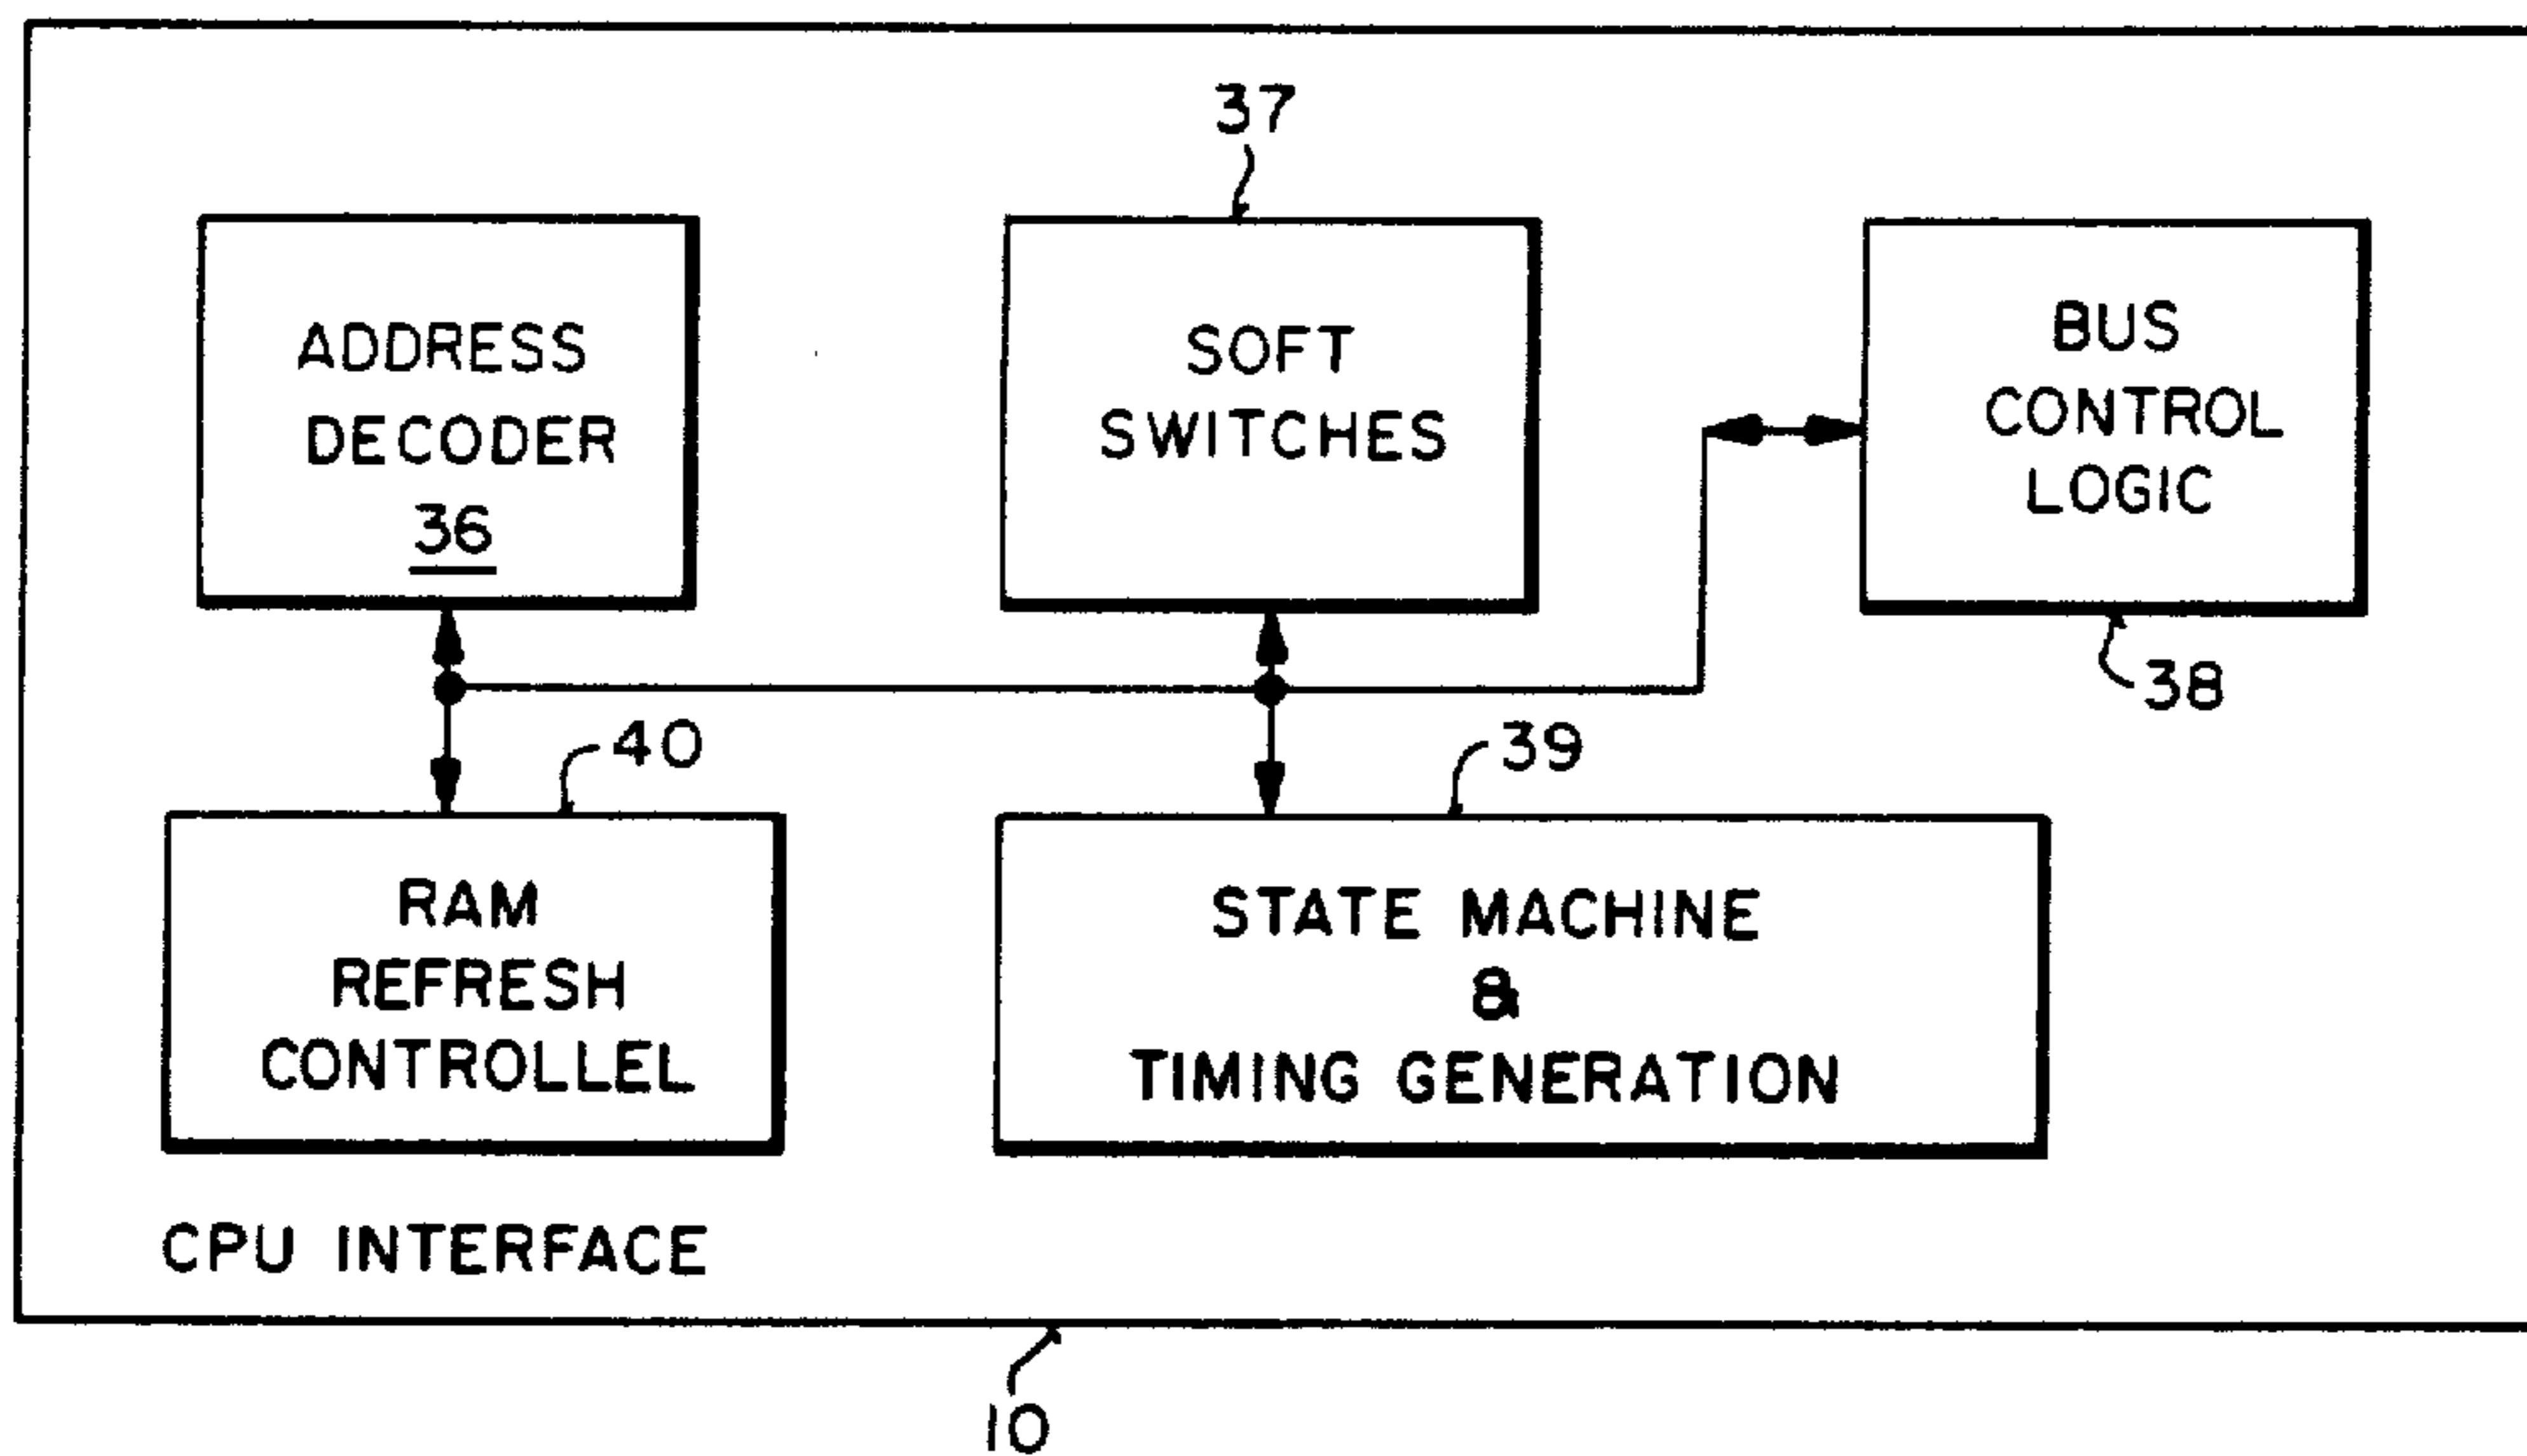 37
ADDRESS
DECODER
36
SOFT
SWITCHES
BUS
CONTROL
LOGIC
38
40
39
RAM
REFRESH
CONTROLLEL
STATE MACHINE
&
TIMING GENERATION
CPU INTERFACE
10